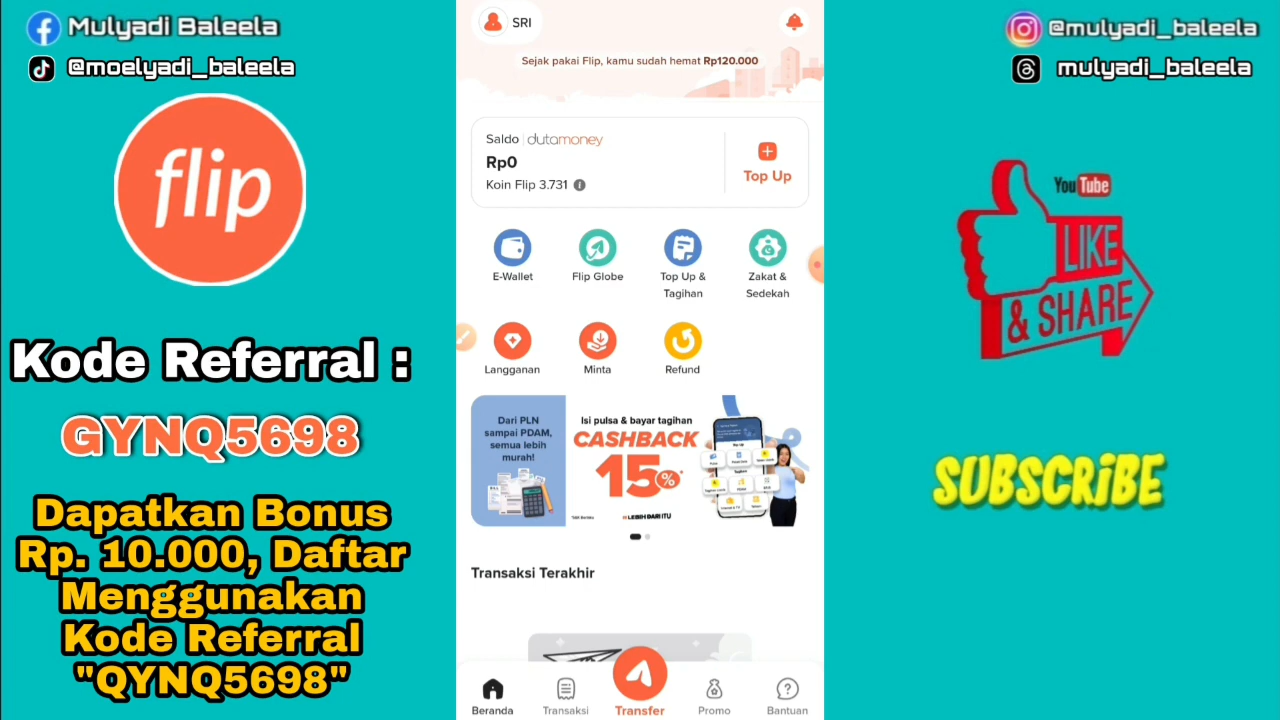 Mulyadi Baleela
@moelyadi_baleela
flip
Kode Referral :
GYNQ5698
Dapatkan Bonus
Rp. 10.000, Daftar
Menggunakan
Kode Referral
"QYNQ5698"
SRI
Sejak pakai Flip, kamu sudah hemat Rp120.000
Saldo dutamoney
Rp0
Koin Flip 3.731
Top Up
E-Wallet
Flip Globe
Top Up &
Tagihan
Zakat &
Sedekah
Langganan
Minta
Refund
Dari PLN
sampai PDAM,
semua lebih
murah!
Isi pulsa & bayar tagihan
CASHBACK
15%*
#LEBIH DARI ITU
Transaksi Terakhir
Beranda
Transaksi
Transfer
Promo
Bantuan
@mulyadi_baleela
mulyadi_baleela
YouTube
LIKE
& SHARE
SUBSCRiBE